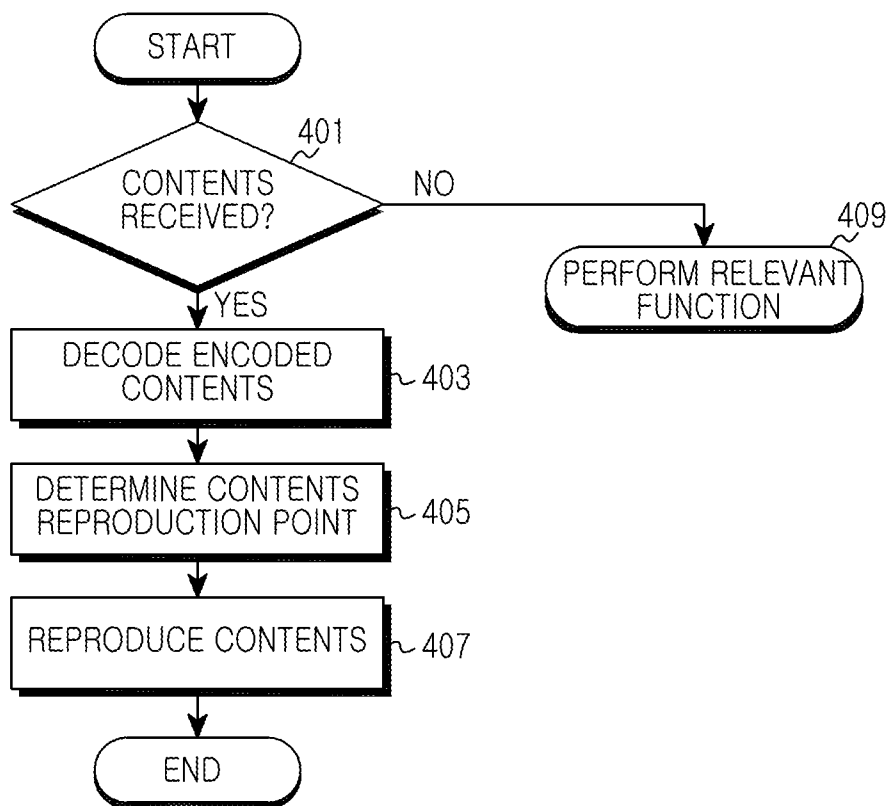 START
401
CONTENTS
RECEIVED?
NO
409
PERFORM RELEVANT
FUNCTION
YES
DECODE ENCODED
CONTENTS
403
DETERMINE CONTENTS
REPRODUCTION POINT
405
REPRODUCE CONTENTS
407
END